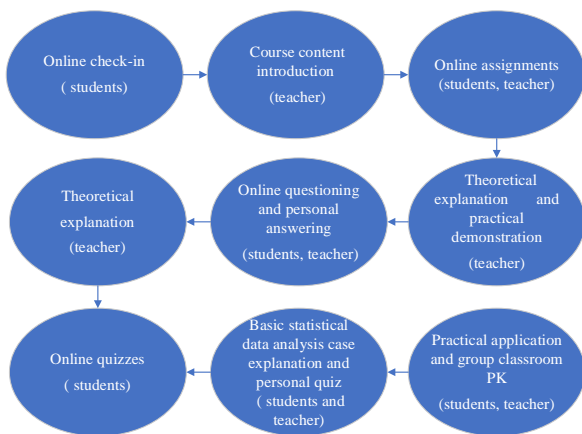 Online check-in
( students)
Course content
introduction
(teacher)
Online assignments
(students, teacher)
Theoretical
explanation
(teacher)
Online questioning
and personal
answering
(students, teacher)
Theoretical
explanation and
practical
demonstration
(teacher)
Online quizzes
( students)
Basic statistical
data analysis case
explanation and
personal quiz
( students and
teacher)
Practical application
and group classroom
PK
(students, teacher)